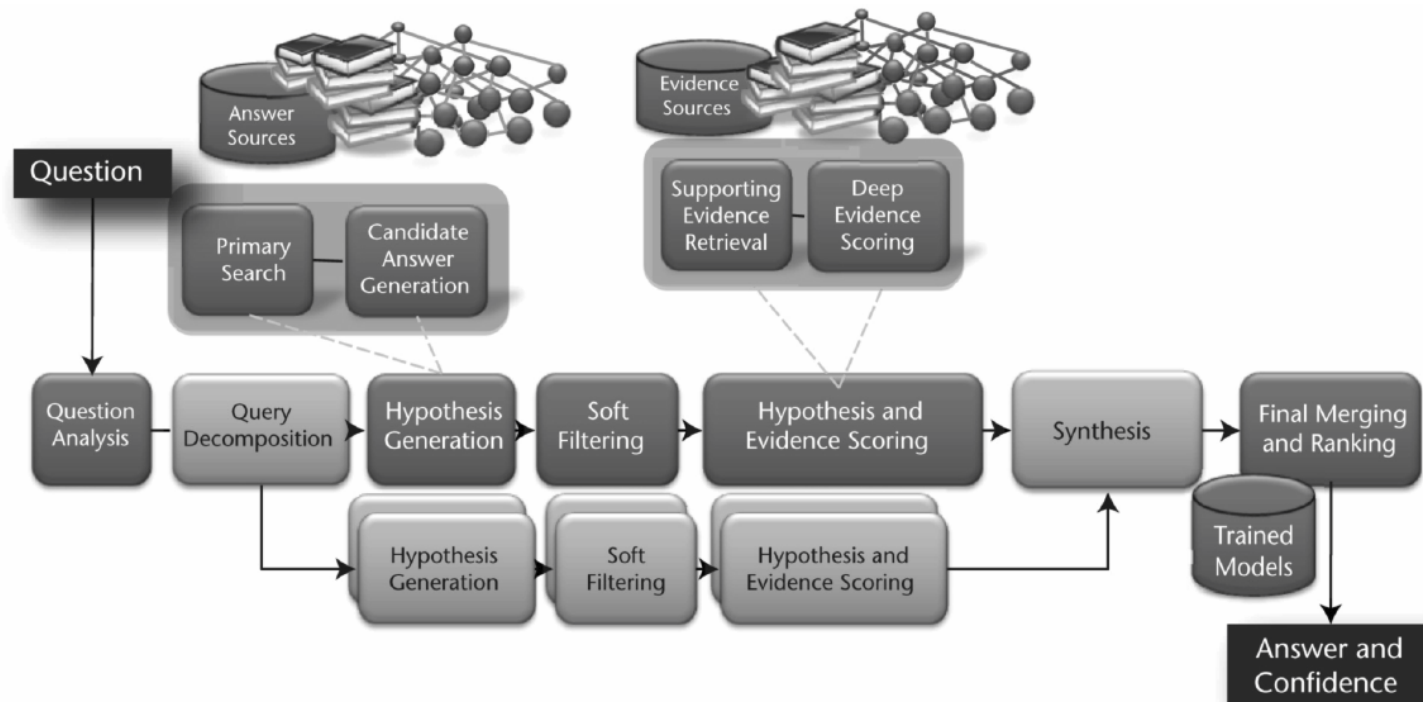 Answer
Sources
Evidence
Sources
Question
Primary
Search
Candidate
Answer
Generation
Supporting
Evidence
Retrieval
Deep
Evidence
Scoring
Question
Analysis
Query
Decomposition
Hypothesis
Generation
Soft
Filtering
Hypothesis and
Evidence Scoring
Synthesis
Final Merging
and Ranking
Hypothesis
Generation
Soft
Filtering
Hypothesis and
Evidence Scoring
Trained
Models
Answer and
Confidence